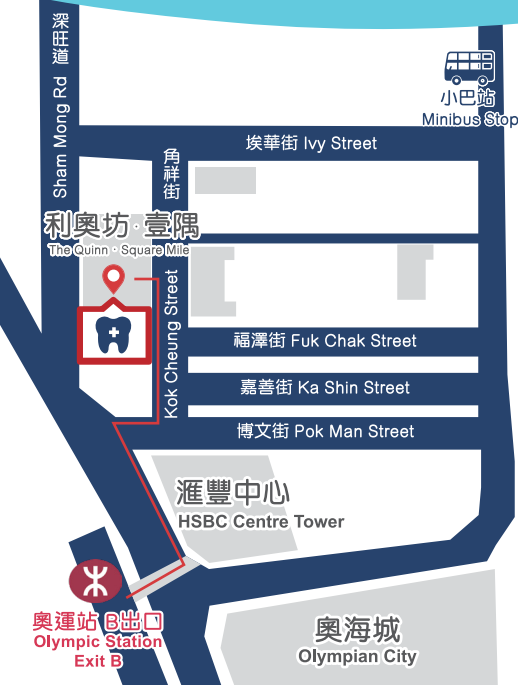 深旺道 Sham Mong Rd
小巴站
Minibus Stop
埃華街 Ivy Street
角祥街
Kok Cheung Street
利奧坊·壹隅
The Quinn · Square Mile
福澤街 Fuk Chak Street
嘉善街 Ka Shin Street
博文街 Pok Man Street
滙豐中心
HSBC Centre Tower
奧運站 B出口
Olympic Station
Exit B
奧海城
Olympian City